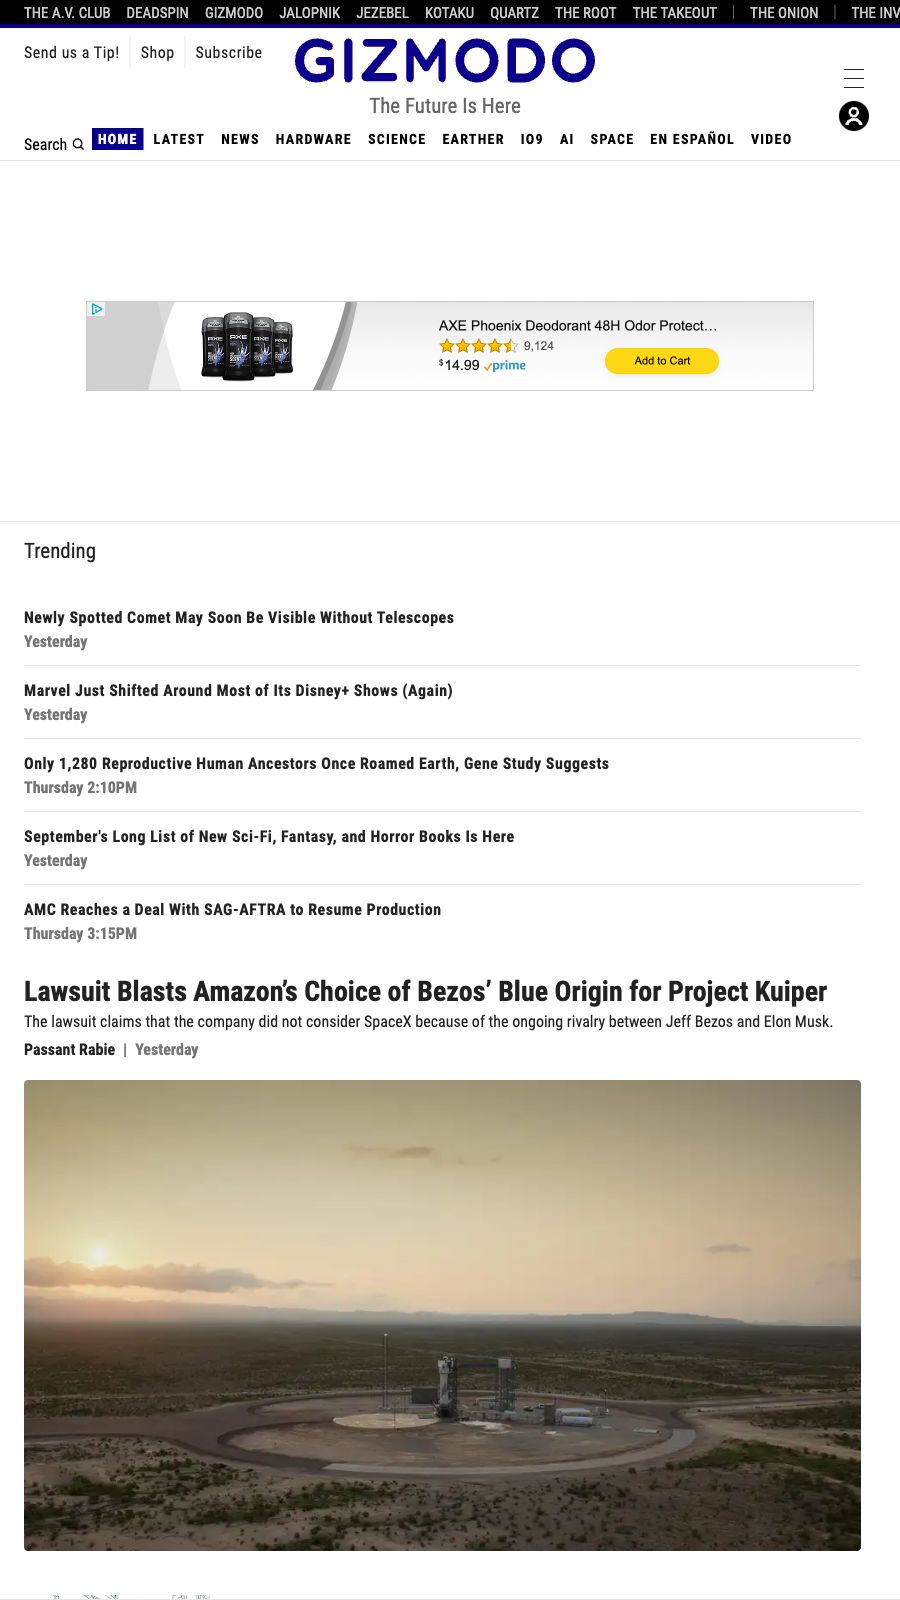 THE A.V. CLUB DEADSPIN GIZMODO JALOPNIK JEZEBEL KOTAKU QUARTZ THE ROOT THE TAKEOUT THE ONION THE INV
Send us a Tip! Shop Subscribe
GIZMODO
The Future Is Here
Search HOME LATEST NEWS HARDWARE SCIENCE EARTHER IO9 AI SPACE EN ESPAÑOL VIDEO
AXE Phoenix Deodorant 48H Odor Protect...
9,124
$14.99 prime
Add to Cart
AXE AXE AXE AXE
Trending
Newly Spotted Comet May Soon Be Visible Without Telescopes
Yesterday
Marvel Just Shifted Around Most of Its Disney+ Shows (Again)
Yesterday
Only 1,280 Reproductive Human Ancestors Once Roamed Earth, Gene Study Suggests
Thursday 2:10PM
September's Long List of New Sci-Fi, Fantasy, and Horror Books Is Here
Yesterday
AMC Reaches a Deal With SAG-AFTRA to Resume Production
Thursday 3:15PM
Lawsuit Blasts Amazon’s Choice of Bezos’ Blue Origin for Project Kuiper
The lawsuit claims that the company did not consider SpaceX because of the ongoing rivalry between Jeff Bezos and Elon Musk.
Passant Rabie | Yesterday